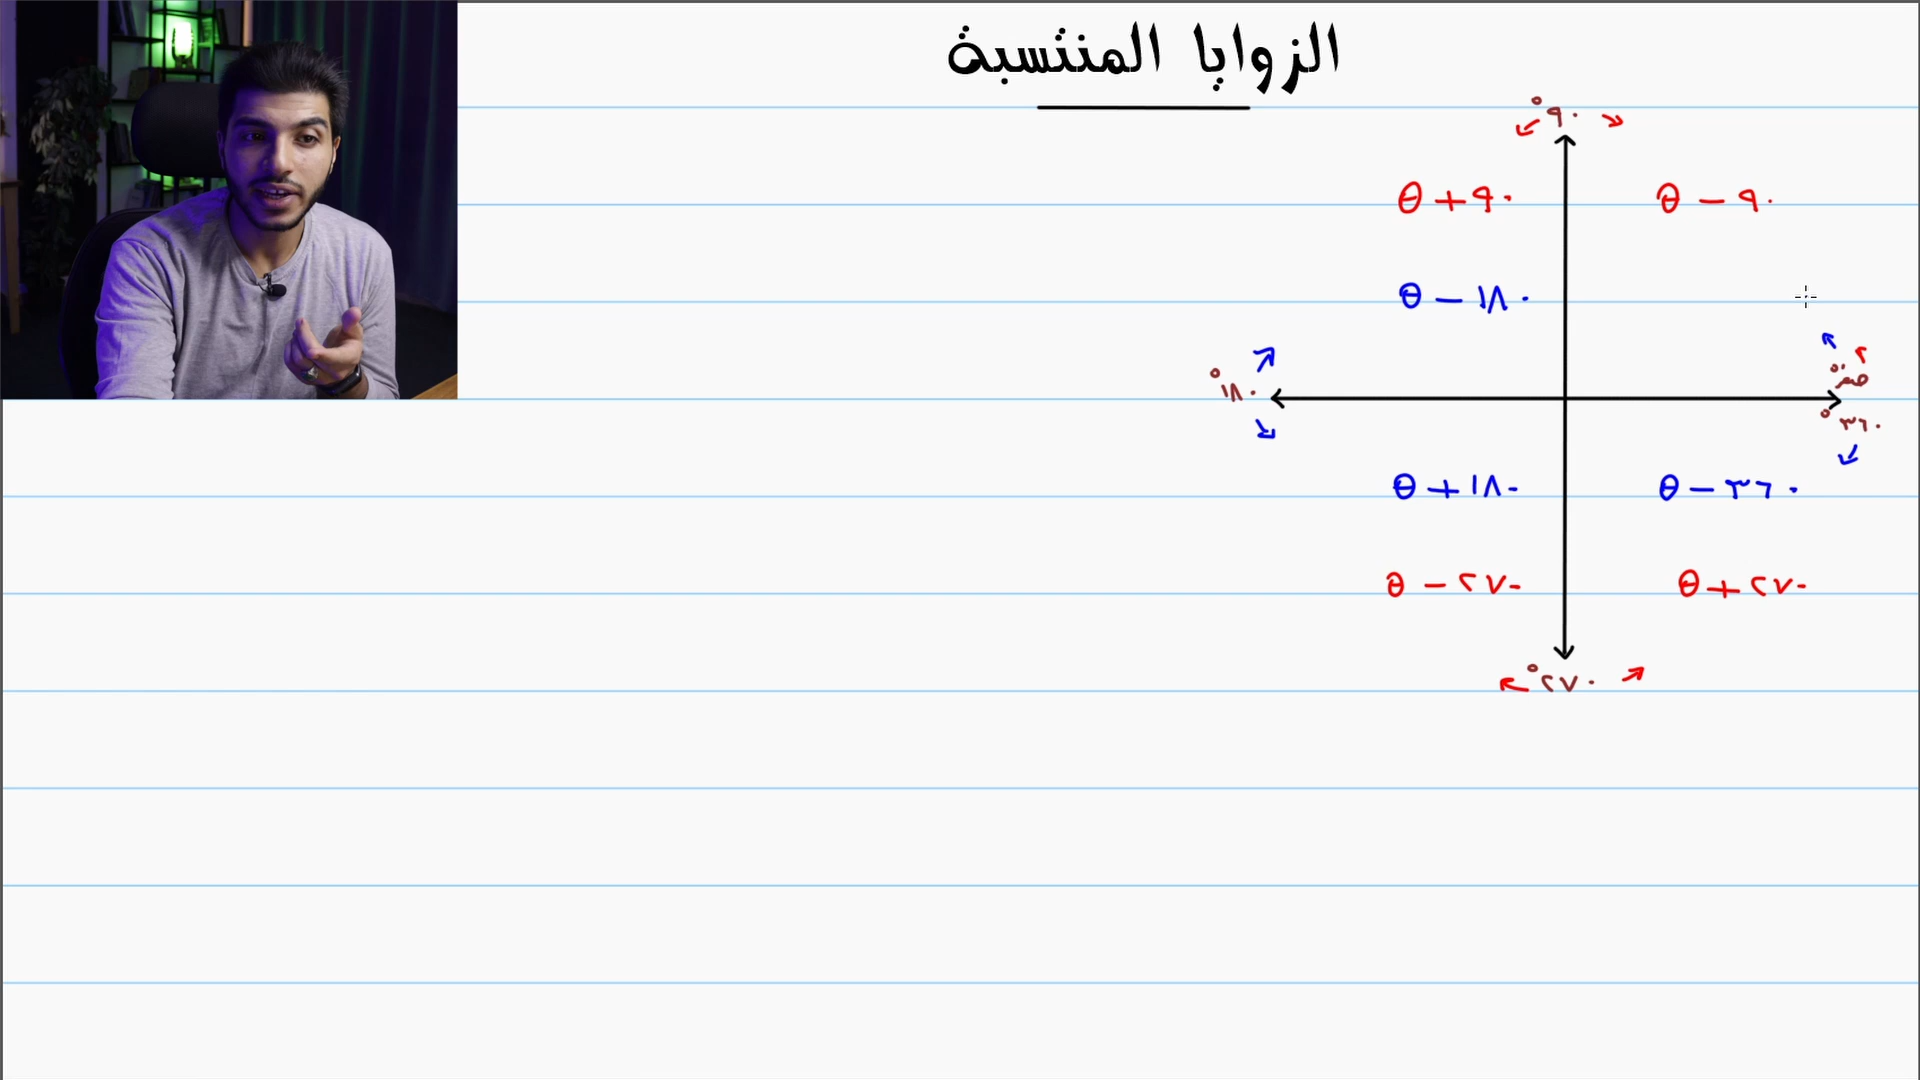 الزوايا المنتسبة
٩٠°
٩٠ − θ
٩٠ + θ
١٨٠ − θ
صفر°
١٨٠°
٣٦٠°
٣٦٠ − θ
١٨٠ + θ
٢٧٠ + θ
٢٧٠ − θ
٢٧٠°